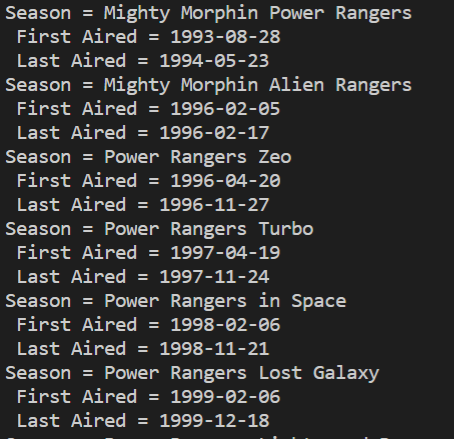 Season = Mighty Morphin Power Rangers
First Aired = 1993-08-28
Last Aired = 1994-05-23
Season = Mighty Morphin Alien Rangers
First Aired = 1996-02-05
Last Aired = 1996-02-17
Season = Power Rangers Zeo
First Aired = 1996-04-20
Last Aired = 1996-11-27
Season = Power Rangers Turbo
First Aired = 1997-04-19
Last Aired = 1997-11-24
Season = Power Rangers in Space
First Aired = 1998-02-06
Last Aired = 1998-11-21
Season = Power Rangers Lost Galaxy
First Aired = 1999-02-06
Last Aired = 1999-12-18